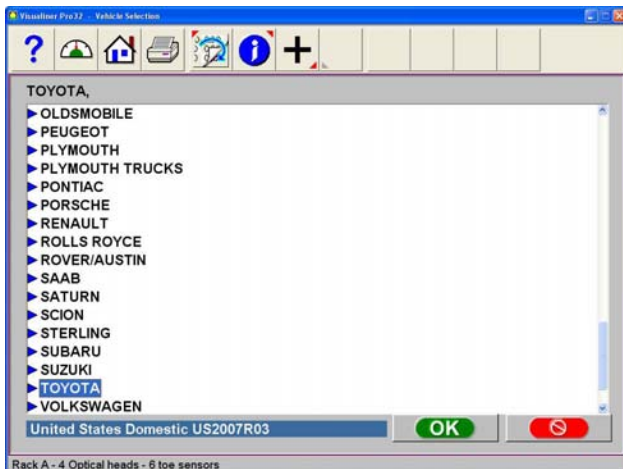 Visualiner Pro32 - Vehicle Selection
?
i
TOYOTA,
OLDSMOBILE
PEUGEOT
PLYMOUTH
PLYMOUTH TRUCKS
PONTIAC
PORSCHE
RENAULT
ROLLS ROYCE
ROVER/AUSTIN
SAAB
SATURN
SCION
STERLING
SUBARU
SUZUKI
TOYOTA
VOLKSWAGEN
United States Domestic US2007R03
OK
Rack A - 4 Optical heads - 6 toe sensors